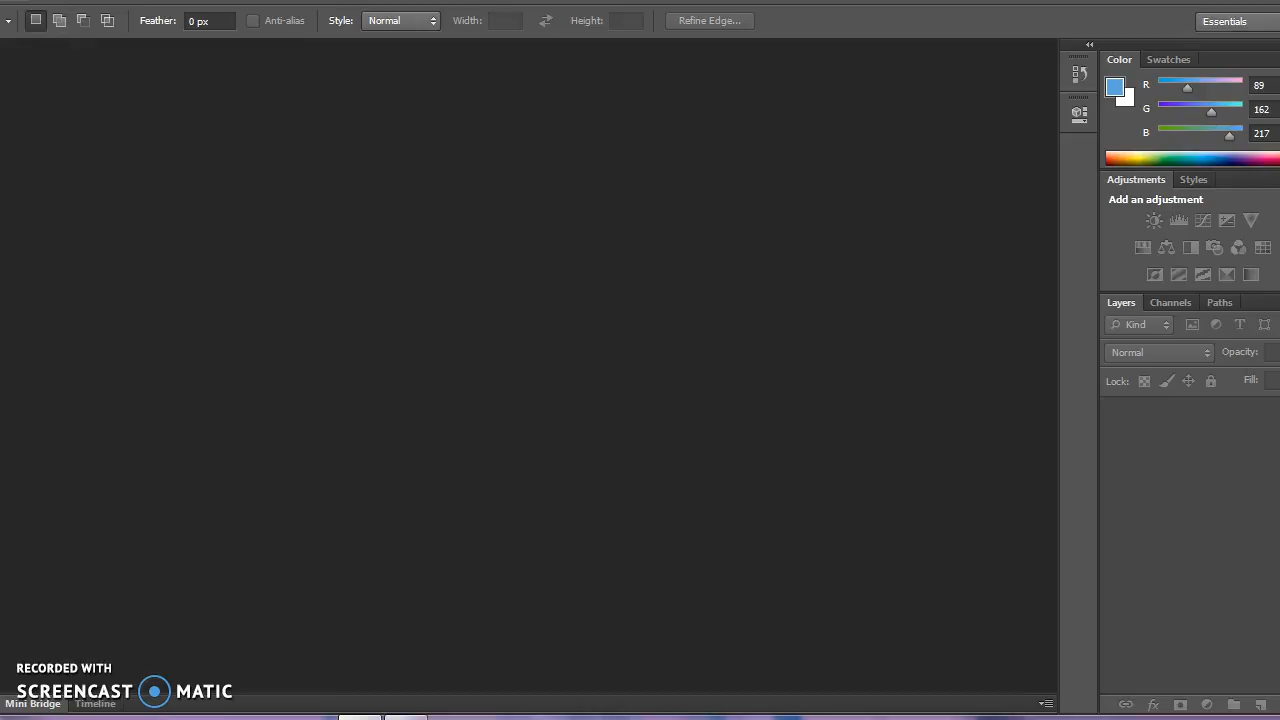 Feather: 0 px Anti-alias Style: Normal Width: Height: Refine Edge... Essentials
Color Swatches
R 89
G 162
B 217
Adjustments Styles
Add an adjustment
Layers Channels Paths
Kind
Normal Opacity:
Lock: Fill:
RECORDED WITH
SCREENCAST MATIC
Mini Bridge Timeline